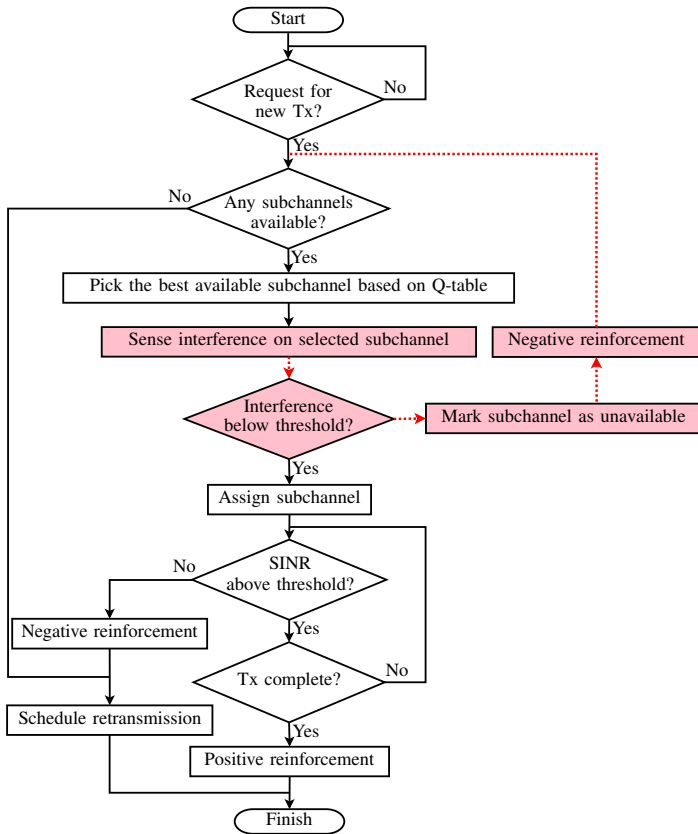 Start
Request for
new Tx?
No
Yes
No
Any subchannels
available?
Yes
Pick the best available subchannel based on Q-table
Sense interference on selected subchannel
Negative reinforcement
Interference
below threshold?
Mark subchannel as unavailable
Yes
Assign subchannel
No
SINR
above threshold?
Negative reinforcement
Yes
Tx complete?
No
Schedule retransmission
Yes
Positive reinforcement
Finish